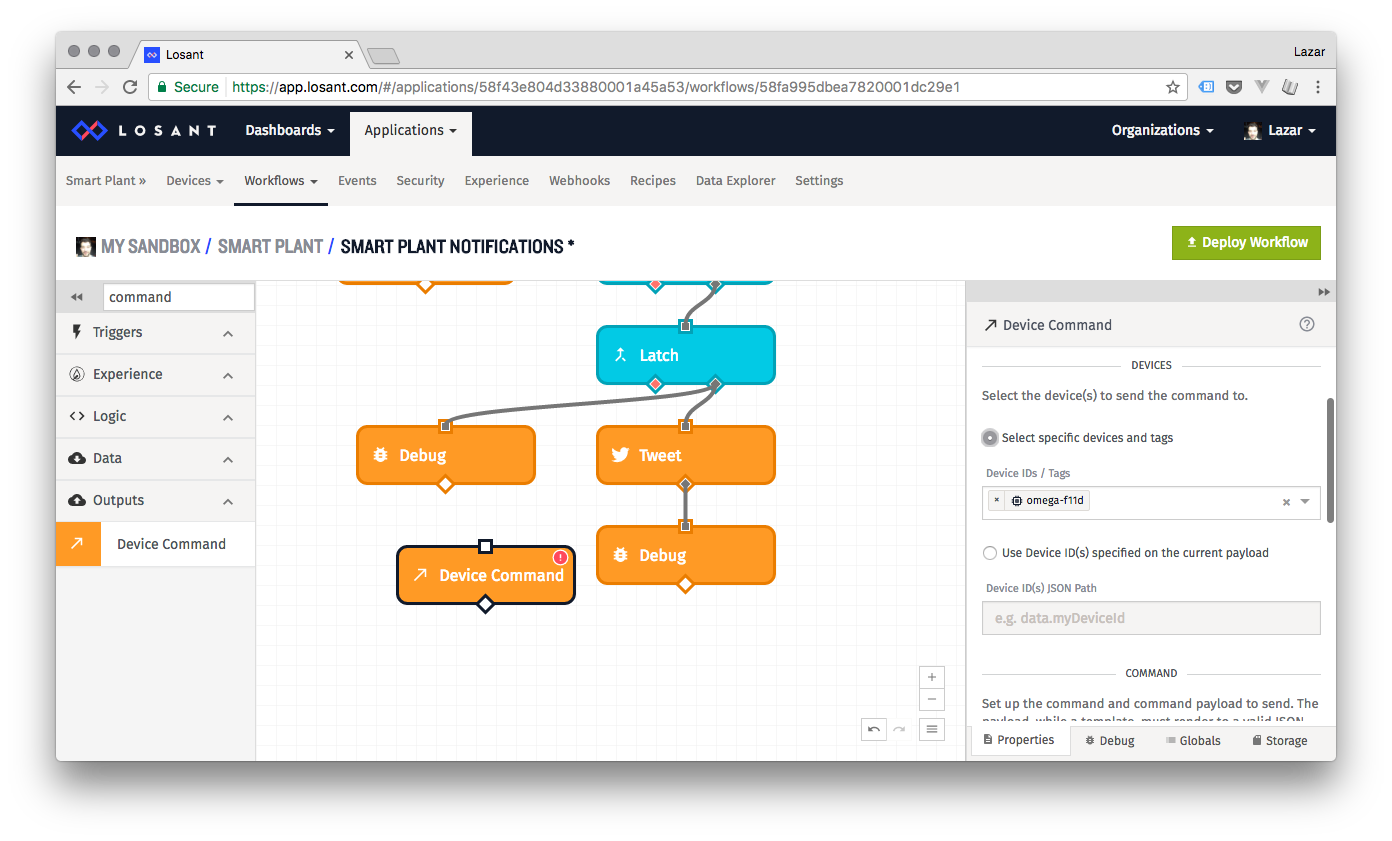 Losant
Lazar
Secure https://app.losant.com/#/applications/58f43e804d33880001a45a53/workflows/58fa995dbea7820001dc29e1
LOSANT Dashboards Applications Organizations Lazar
Smart Plant » Devices Workflows Events Security Experience Webhooks Recipes Data Explorer Settings
MY SANDBOX / SMART PLANT / SMART PLANT NOTIFICATIONS *
Deploy Workflow
command
Triggers
Experience
Logic
Data
Outputs
Device Command
Latch
Debug
Tweet
Device Command
Debug
Device Command
DEVICES
Select the device(s) to send the command to.
Select specific devices and tags
Device IDs / Tags
× omega-f11d
Use Device ID(s) specified on the current payload
Device ID(s) JSON Path
e.g. data.myDeviceId
COMMAND
Set up the command and command payload to send. The
payload, while a template, must render to a valid JSON
Properties Debug Globals Storage